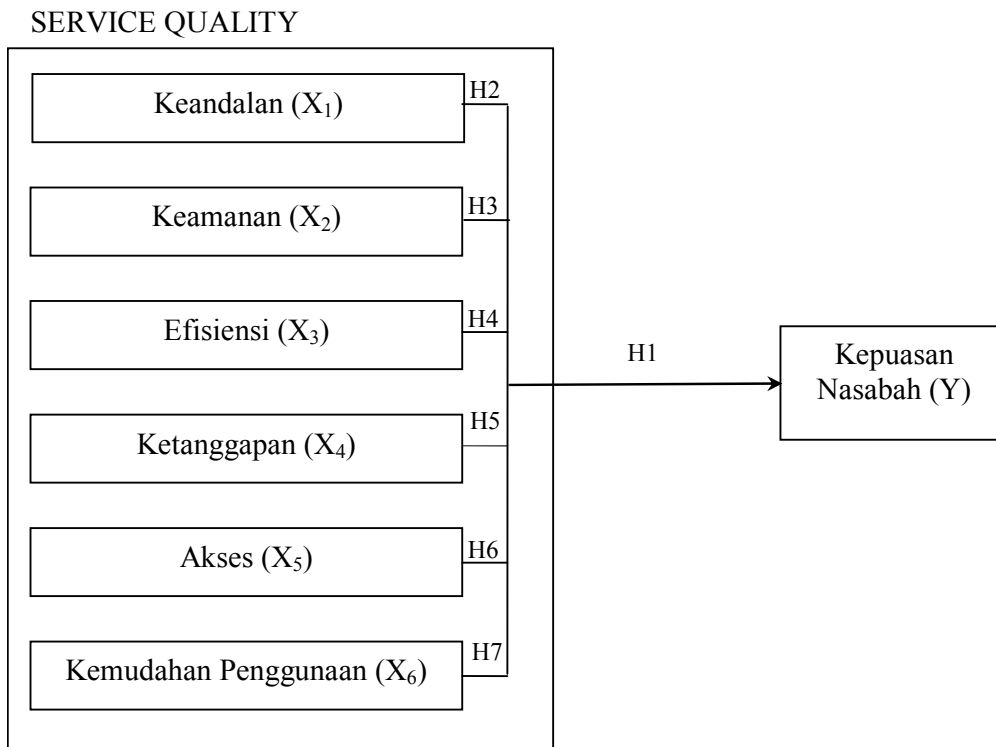 SERVICE QUALITY
Keandalan (X₁)
H2
Keamanan (X₂)
H3
Efisiensi (X₃)
H4
Ketanggapan (X₄)
H5
Akses (X₅)
H6
Kemudahan Penggunaan (X₆)
H7
H1
Kepuasan
Nasabah (Y)